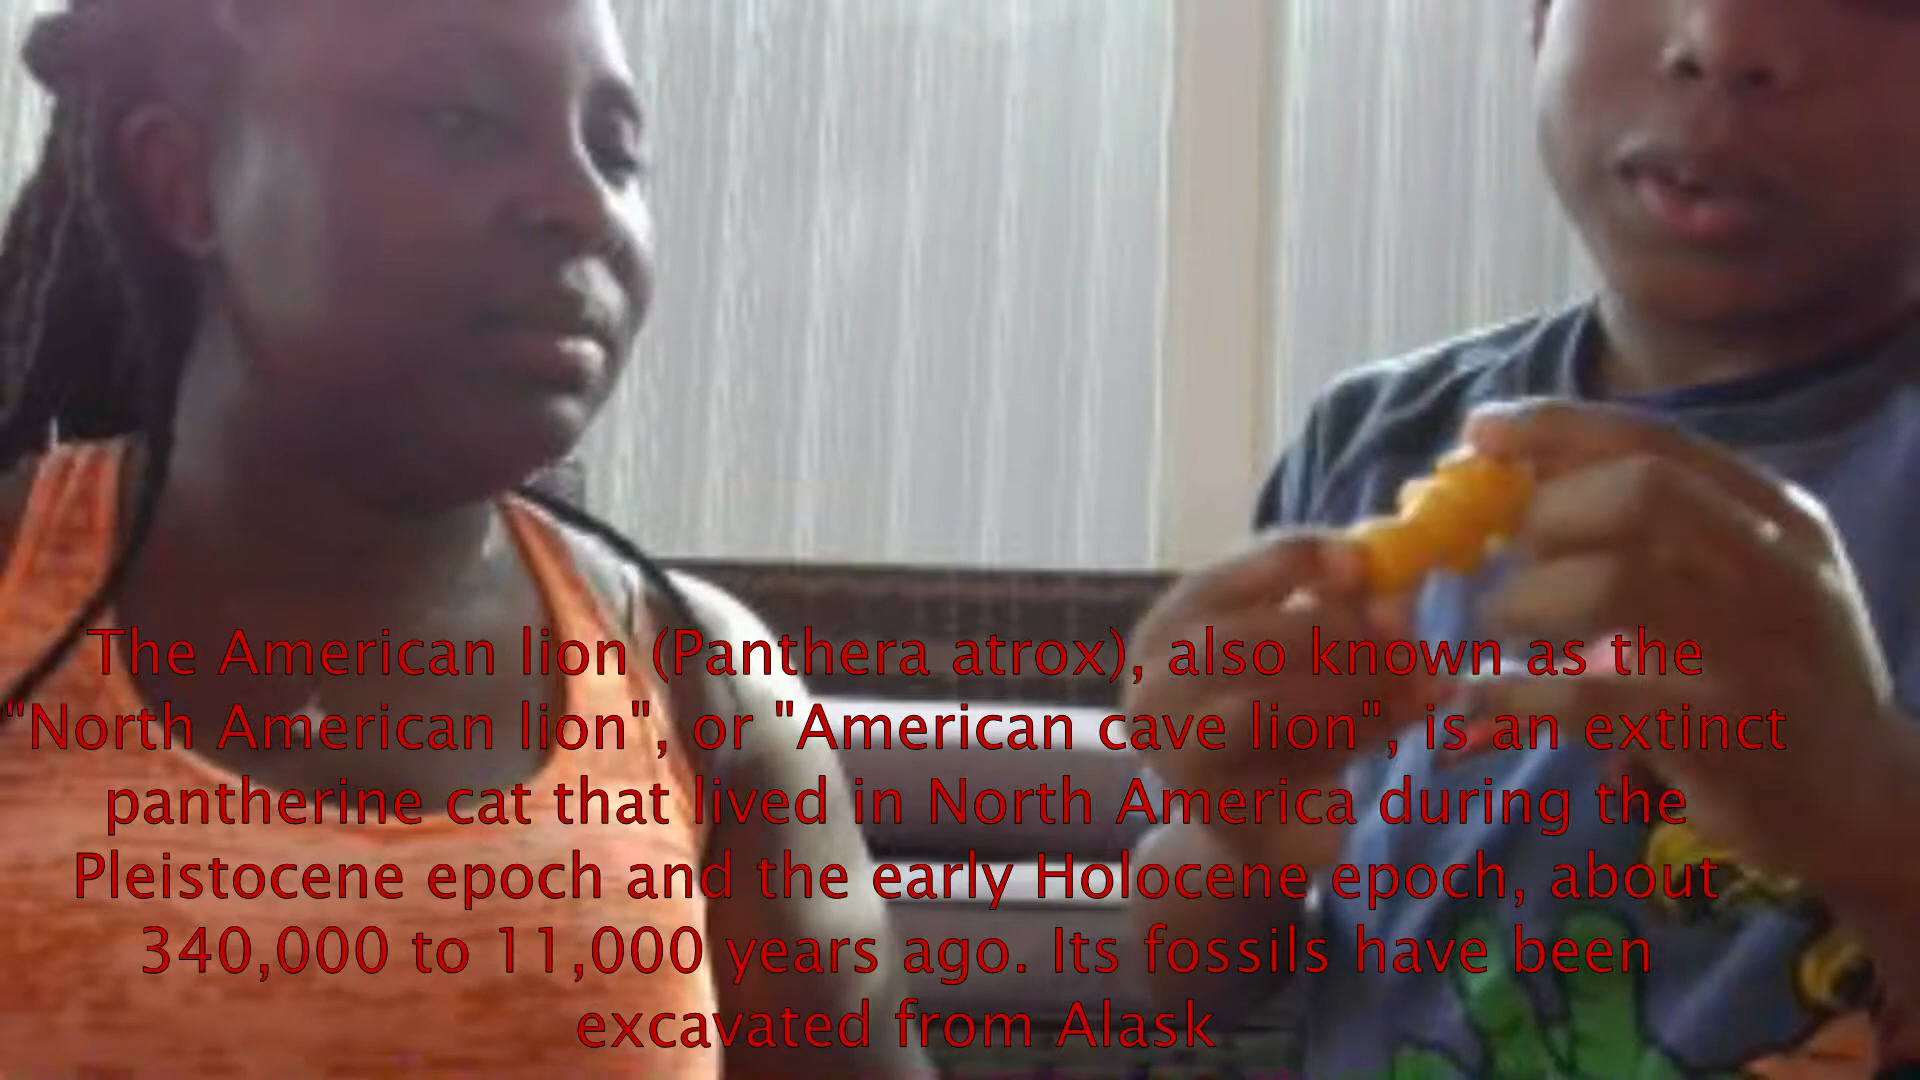 The American lion (Panthera atrox), also known as the
"North American lion", or "American cave lion", is an extinct
pantherine cat that lived in North America during the
Pleistocene epoch and the early Holocene epoch, about
340,000 to 11,000 years ago. Its fossils have been
excavated from Alask